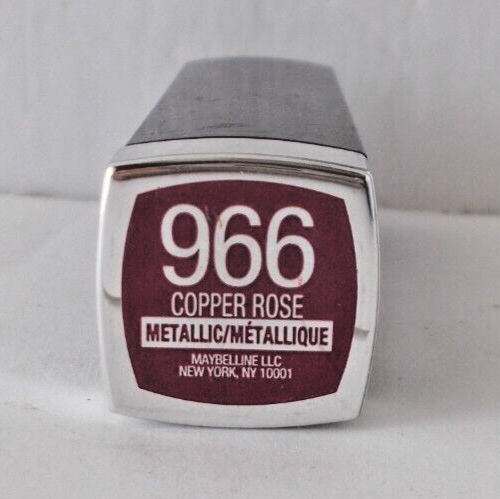 966
COPPER ROSE
METALLIC/MÉTALLIQUE
MAYBELLINE LLC
NEW YORK, NY 10001